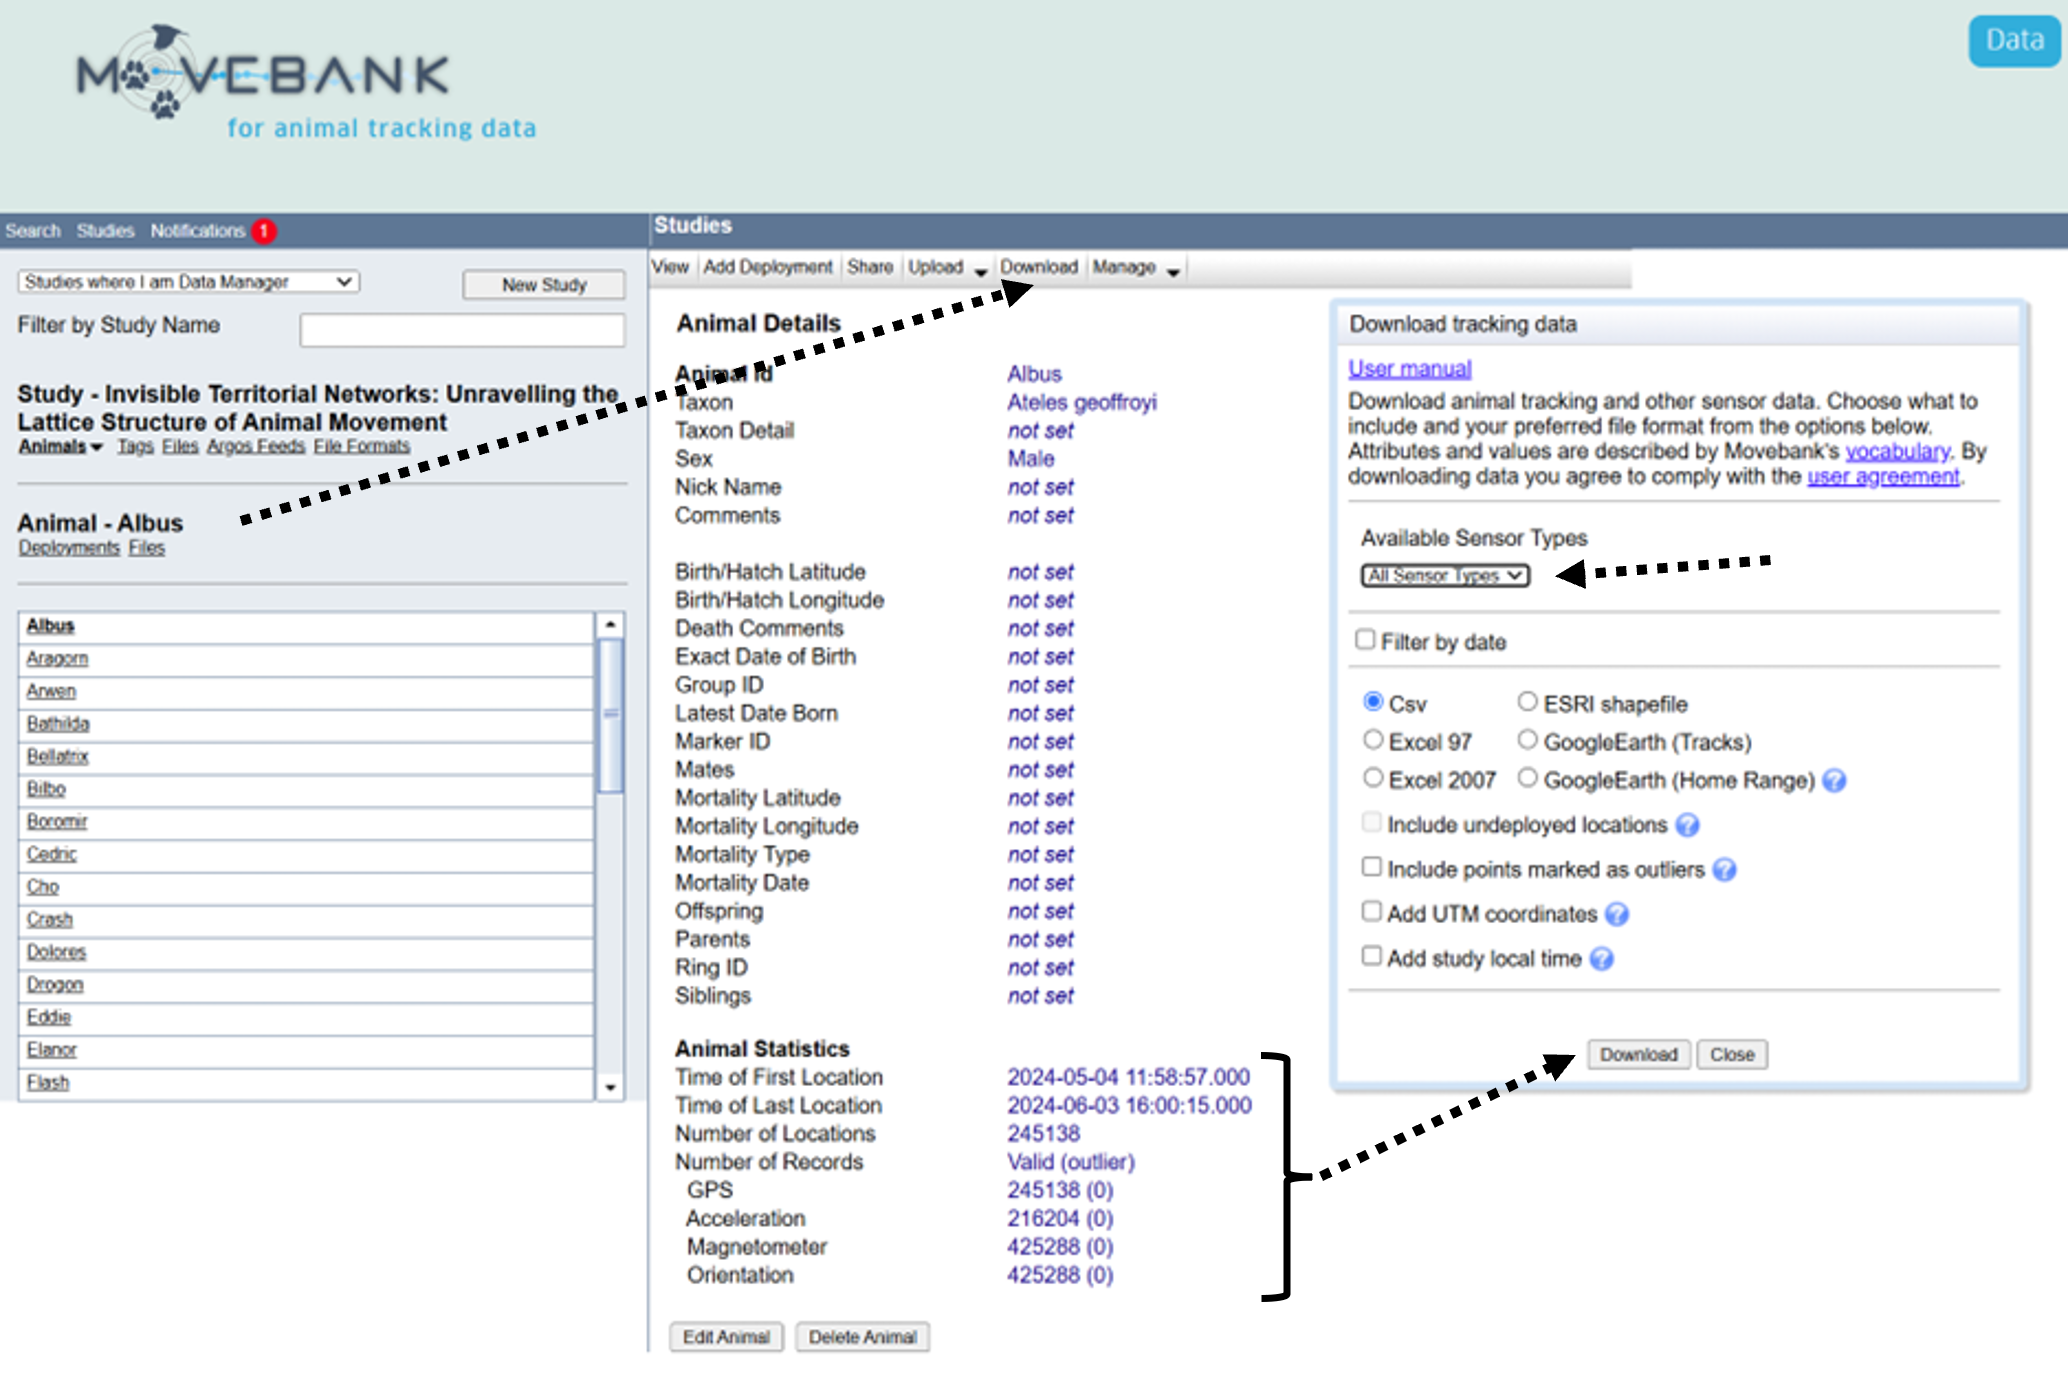 MOVEBANK
for animal tracking data
Data
Search Studies Notifications 1
Studies where I am Data Manager
New Study
Filter by Study Name
Study - Invisible Territorial Networks: Unravelling the
Lattice Structure of Animal Movement
Animals Tags Files Argos Feeds File Formats
Animal - Albus
Deployments Files
Albus
Aragorn
Arwen
Bathilda
Bellatrix
Bilbo
Boromir
Cedric
Cho
Crash
Dolores
Drogon
Eddie
Elanor
Flash
Studies
View Add Deployment Share Upload Download Manage
Animal Details
Animal Id Albus
Taxon Ateles geoffroyi
Taxon Detail not set
Sex Male
Nick Name not set
Comments not set
Birth/Hatch Latitude not set
Birth/Hatch Longitude not set
Death Comments not set
Exact Date of Birth not set
Group ID not set
Latest Date Born not set
Marker ID not set
Mates not set
Mortality Latitude not set
Mortality Longitude not set
Mortality Type not set
Mortality Date not set
Offspring not set
Parents not set
Ring ID not set
Siblings not set
Animal Statistics
Time of First Location 2024-05-04 11:58:57.000
Time of Last Location 2024-06-03 16:00:15.000
Number of Locations 245138
Number of Records Valid (outlier)
GPS 245138 (0)
Acceleration 216204 (0)
Magnetometer 425288 (0)
Orientation 425288 (0)
Edit Animal Delete Animal
Download tracking data
User manual
Download animal tracking and other sensor data. Choose what to
include and your preferred file format from the options below.
Attributes and values are described by Movebank's vocabulary. By
downloading data you agree to comply with the user agreement.
Available Sensor Types
All Sensor Types
Filter by date
Csv ESRI shapefile
Excel 97 GoogleEarth (Tracks)
Excel 2007 GoogleEarth (Home Range) ?
Include undeployed locations ?
Include points marked as outliers ?
Add UTM coordinates ?
Add study local time ?
Download Close